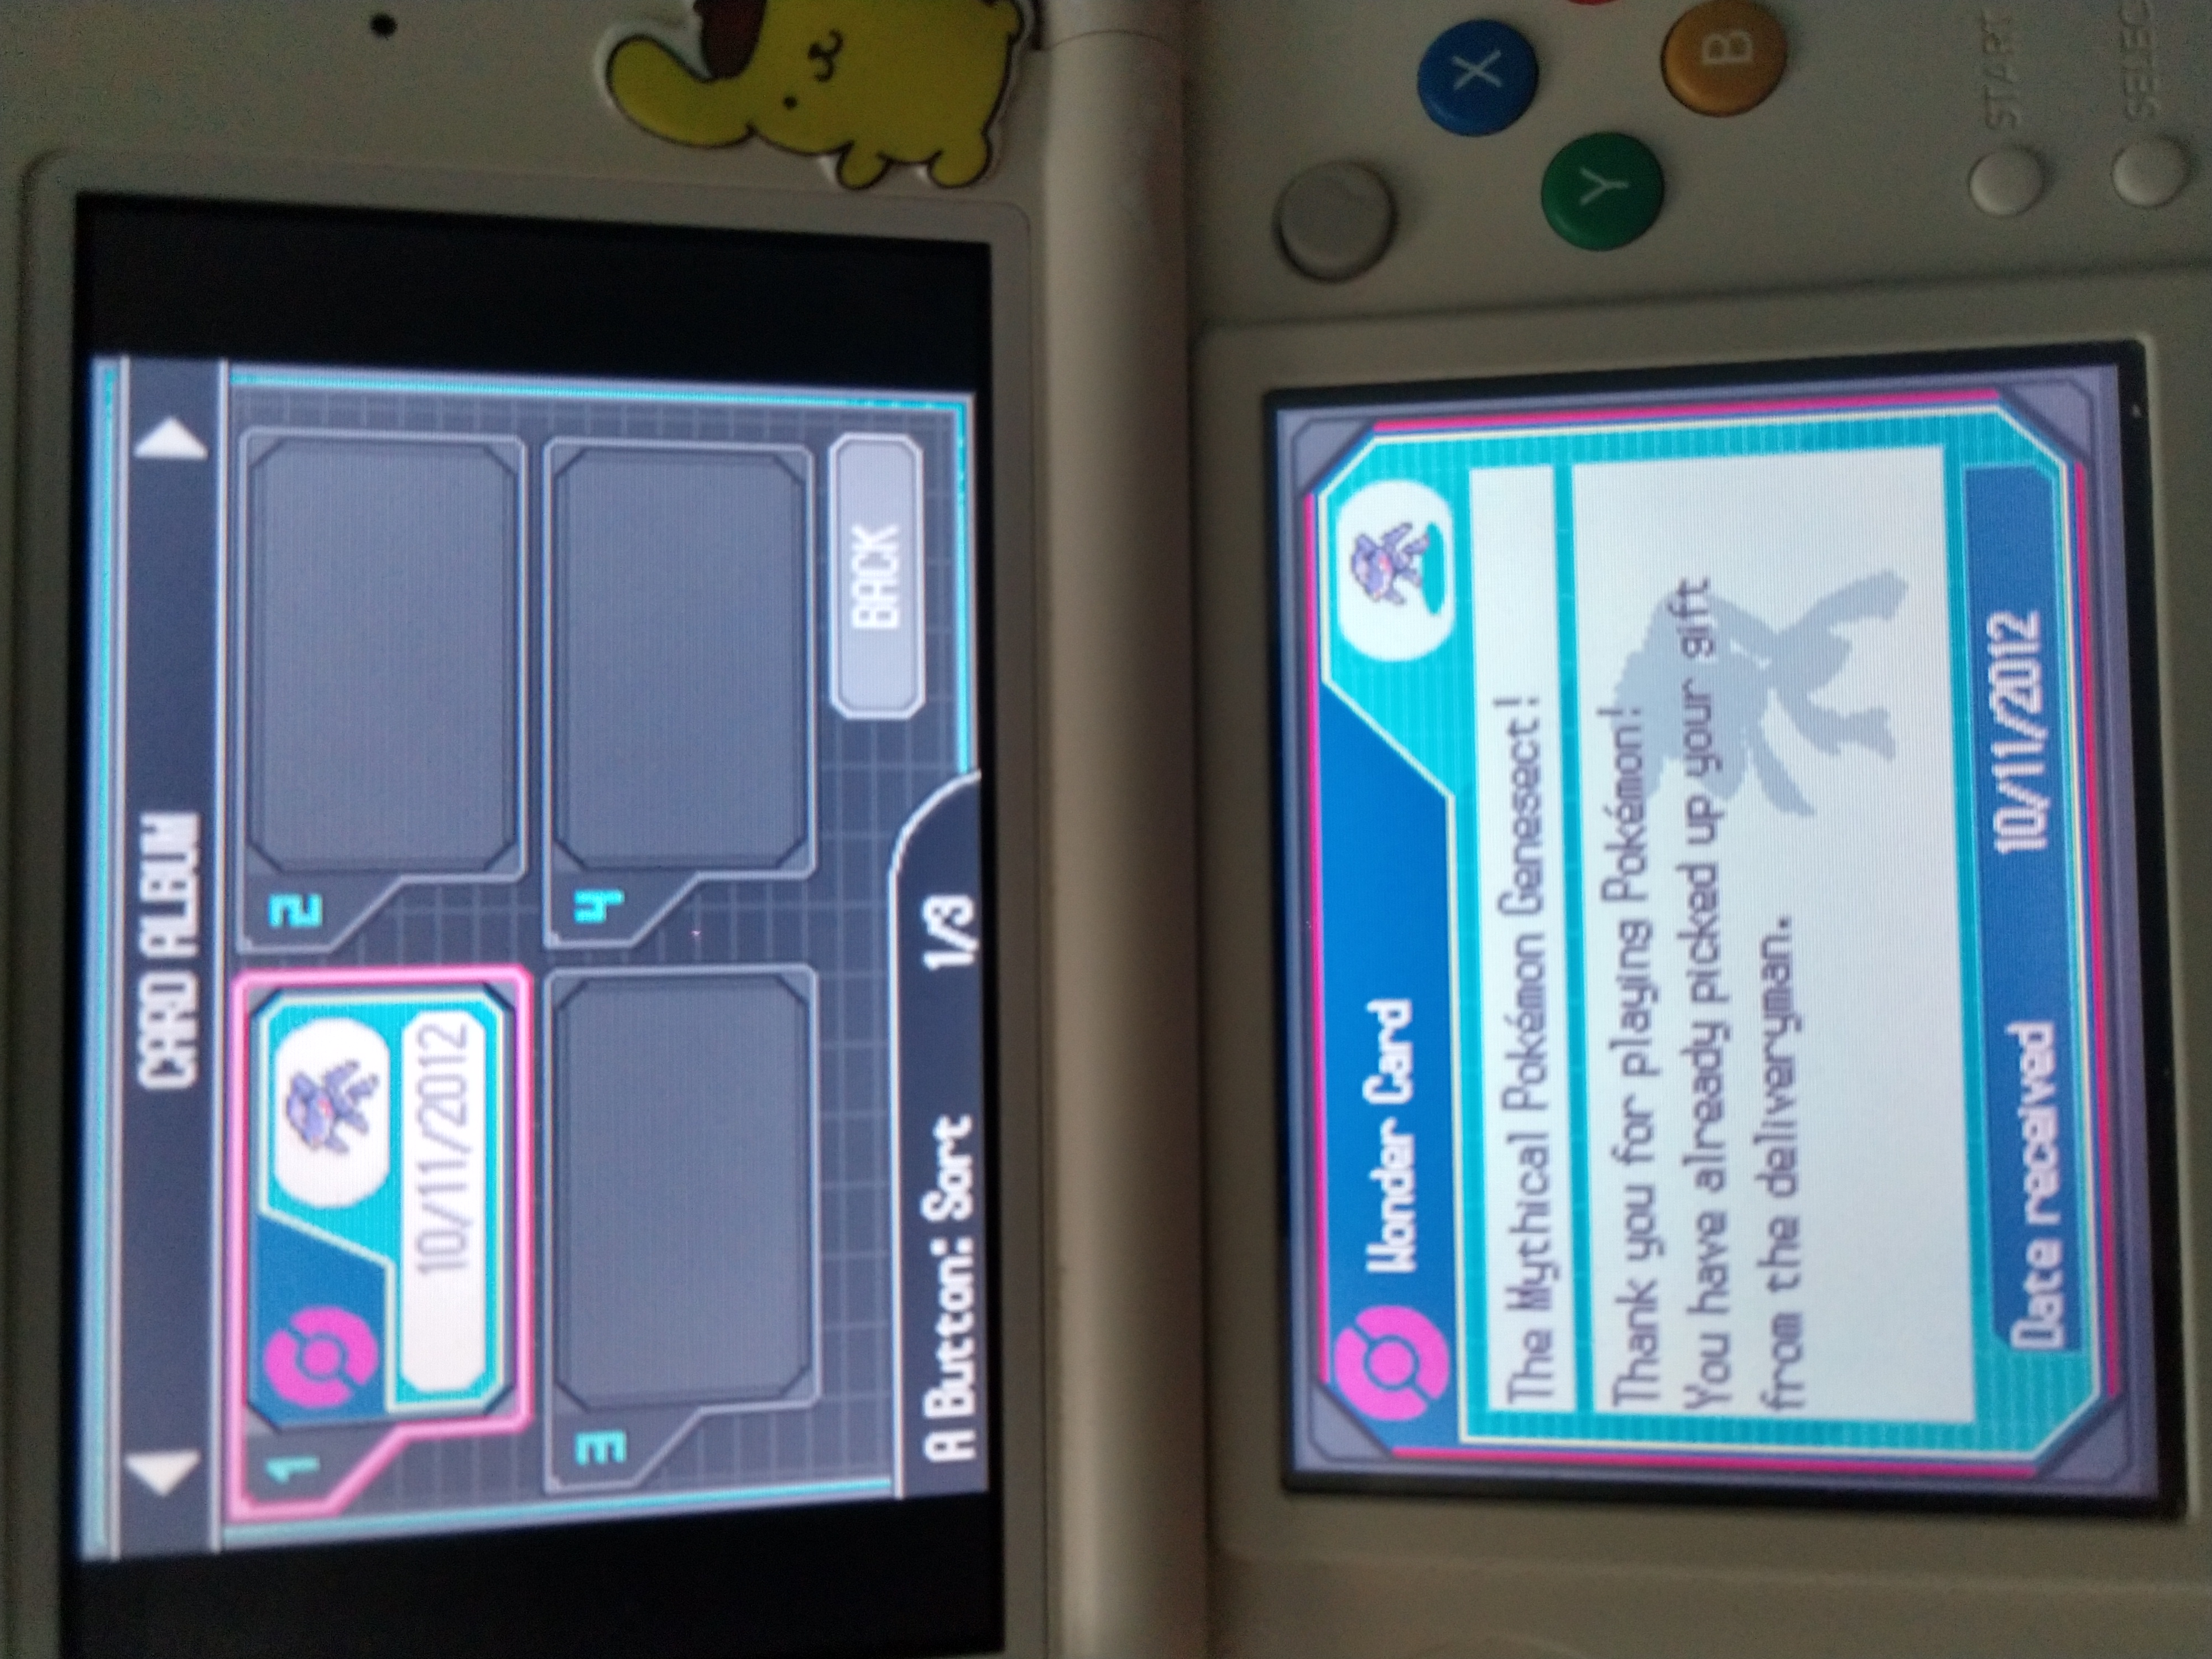 CARD ALBUM
1
10/11/2012
2
3
4
BACK
A Button: Sort 1/3
Wonder Card
The Mythical Pokémon Genesect!
Thank you for playing Pokémon!
You have already picked up your gift
from the deliveryman.
Date received 10/11/2012
X
Y
B
START
SELEC